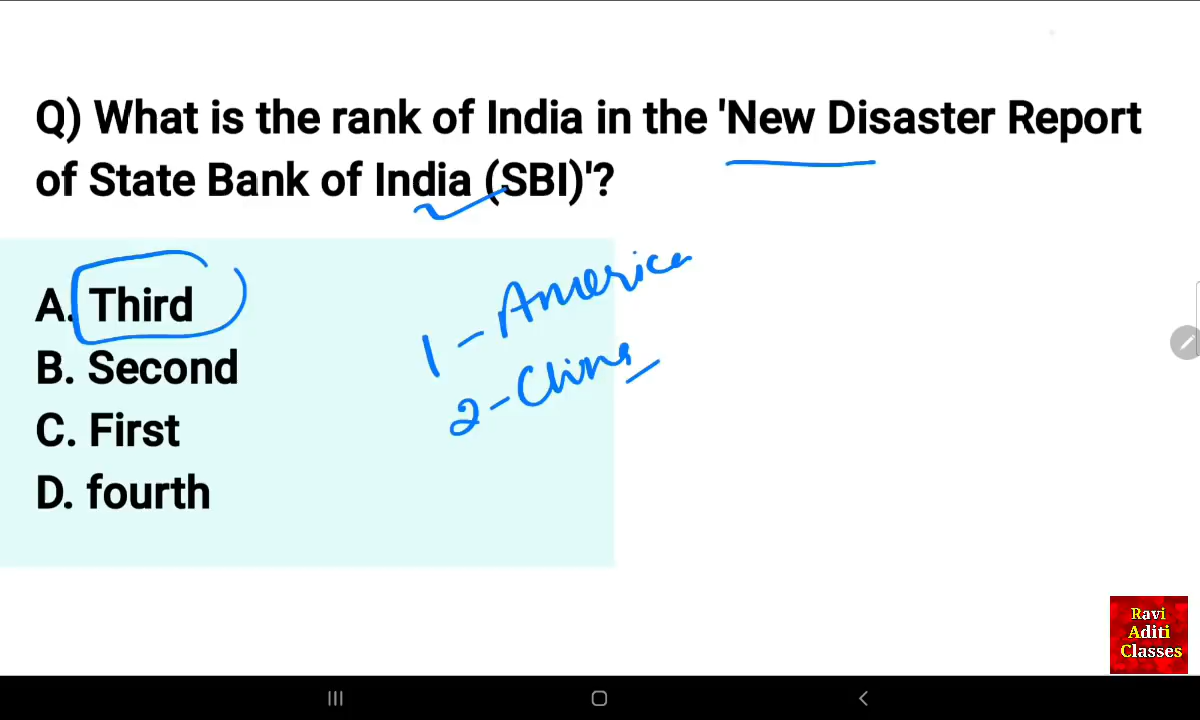 Q) What is the rank of India in the 'New Disaster Report
of State Bank of India (SBI)'?
A. Third
B. Second
C. First
D. fourth
1 - America
2 - China
Ravi
Aditi
Classes